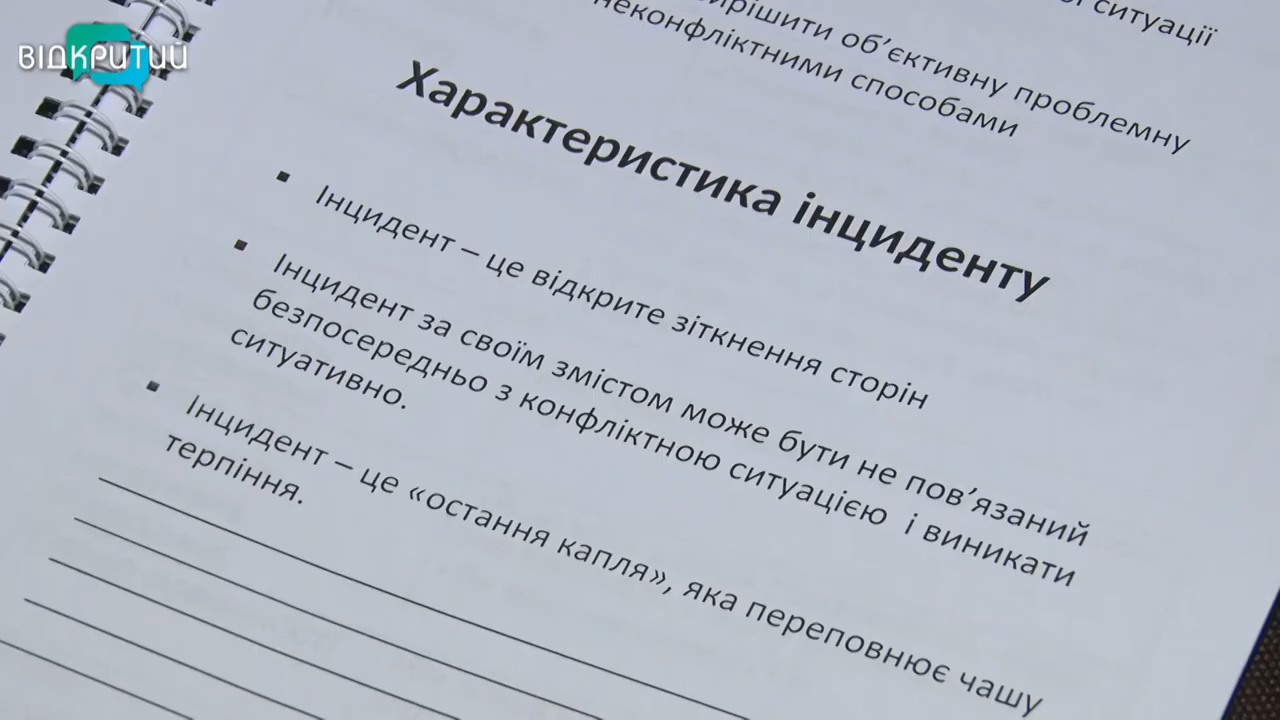 ВІДКРИТИЙ
ситуації
вирішити об’єктивну проблемну
неконфліктними способами
Характеристика інциденту
▪ Інцидент – це відкрите зіткнення сторін
▪ Інцидент за своїм змістом може бути не пов’язаний
безпосередньо з конфліктною ситуацією і виникати
ситуативно.
▪ Інцидент – це «остання капля», яка переповнює чашу
терпіння.